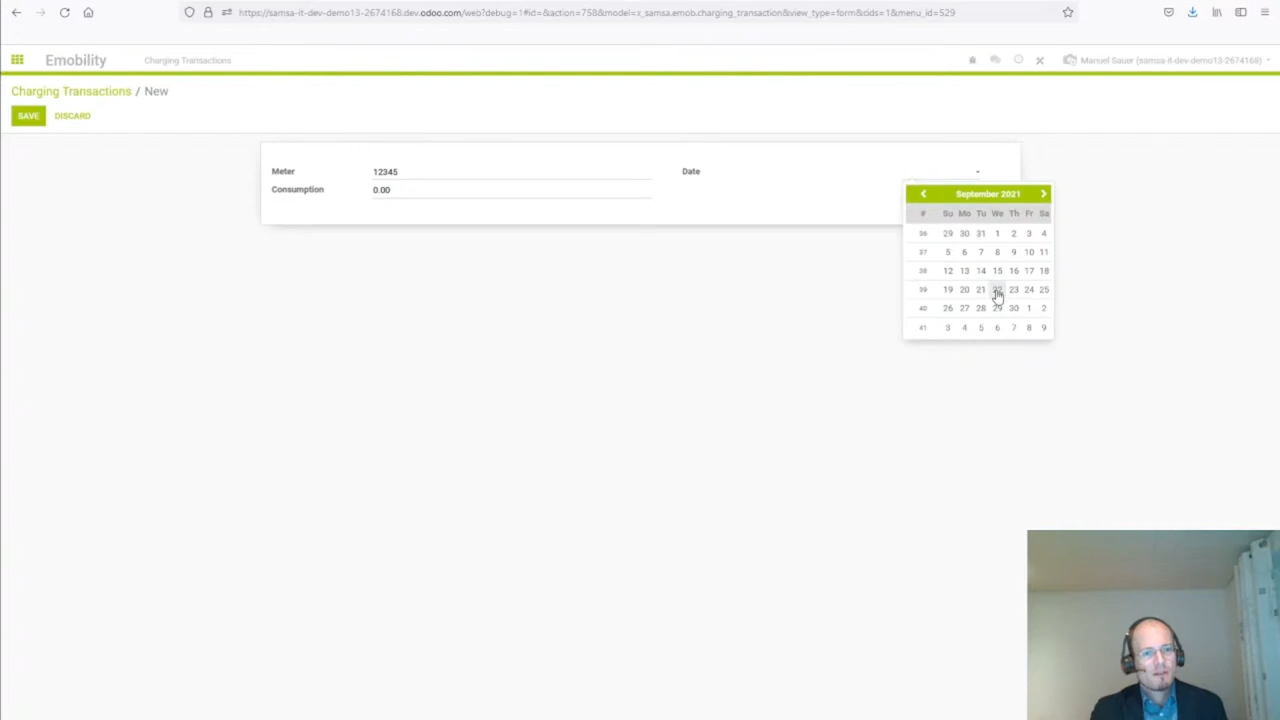 https://samsa-it-dev-demo13-2674168.dev.odoo.com/web?debug=1#id=&action=758&model=x_samsa.emob.charging_transaction&view_type=form&cids=1&menu_id=529
Emobility Charging Transactions Manuel Sauer (samsa-it-dev-demo13-2674168)
Charging Transactions / New
SAVE DISCARD
Meter 12345 Date
Consumption 0.00
September 2021
# Su Mo Tu We Th Fr Sa
36 29 30 31 1 2 3 4
37 5 6 7 8 9 10 11
38 12 13 14 15 16 17 18
39 19 20 21 22 23 24 25
40 26 27 28 29 30 1 2
41 3 4 5 6 7 8 9